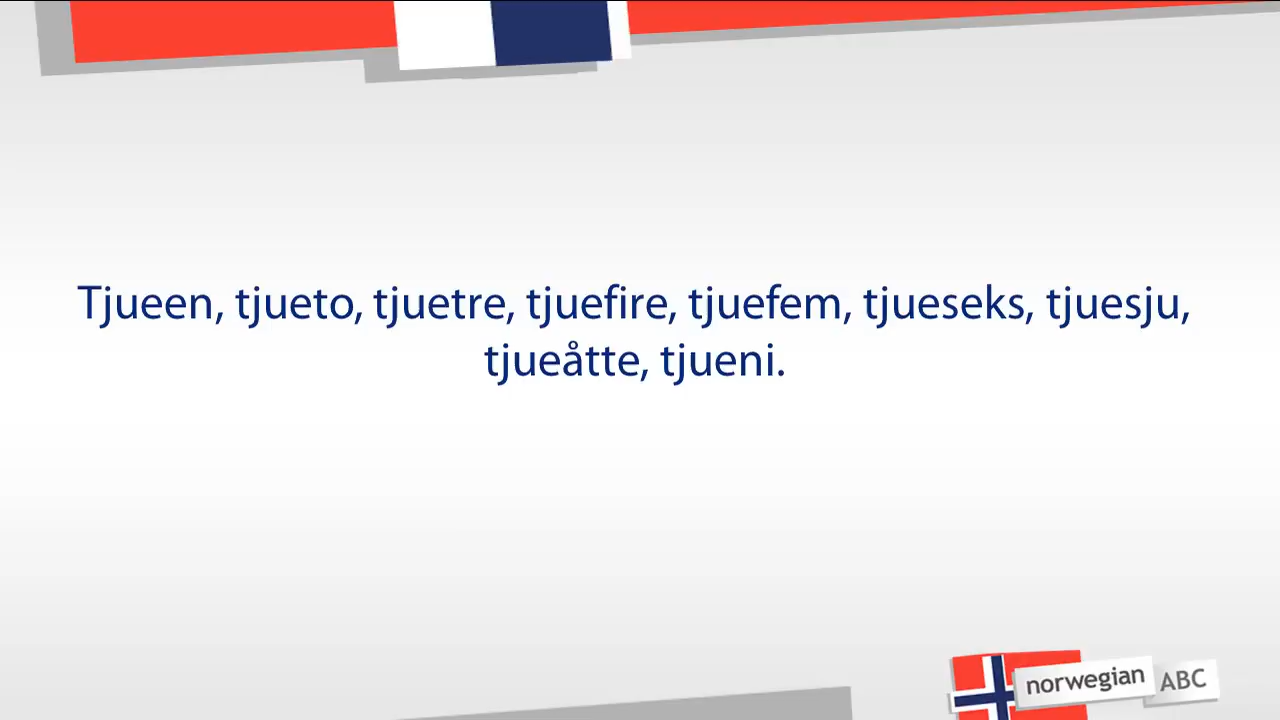 Tjueen, tjueto, tjuetre, tjuefire, tjuefem, tjueseks, tjuesju,
tjueåtte, tjueni.
norwegian ABC